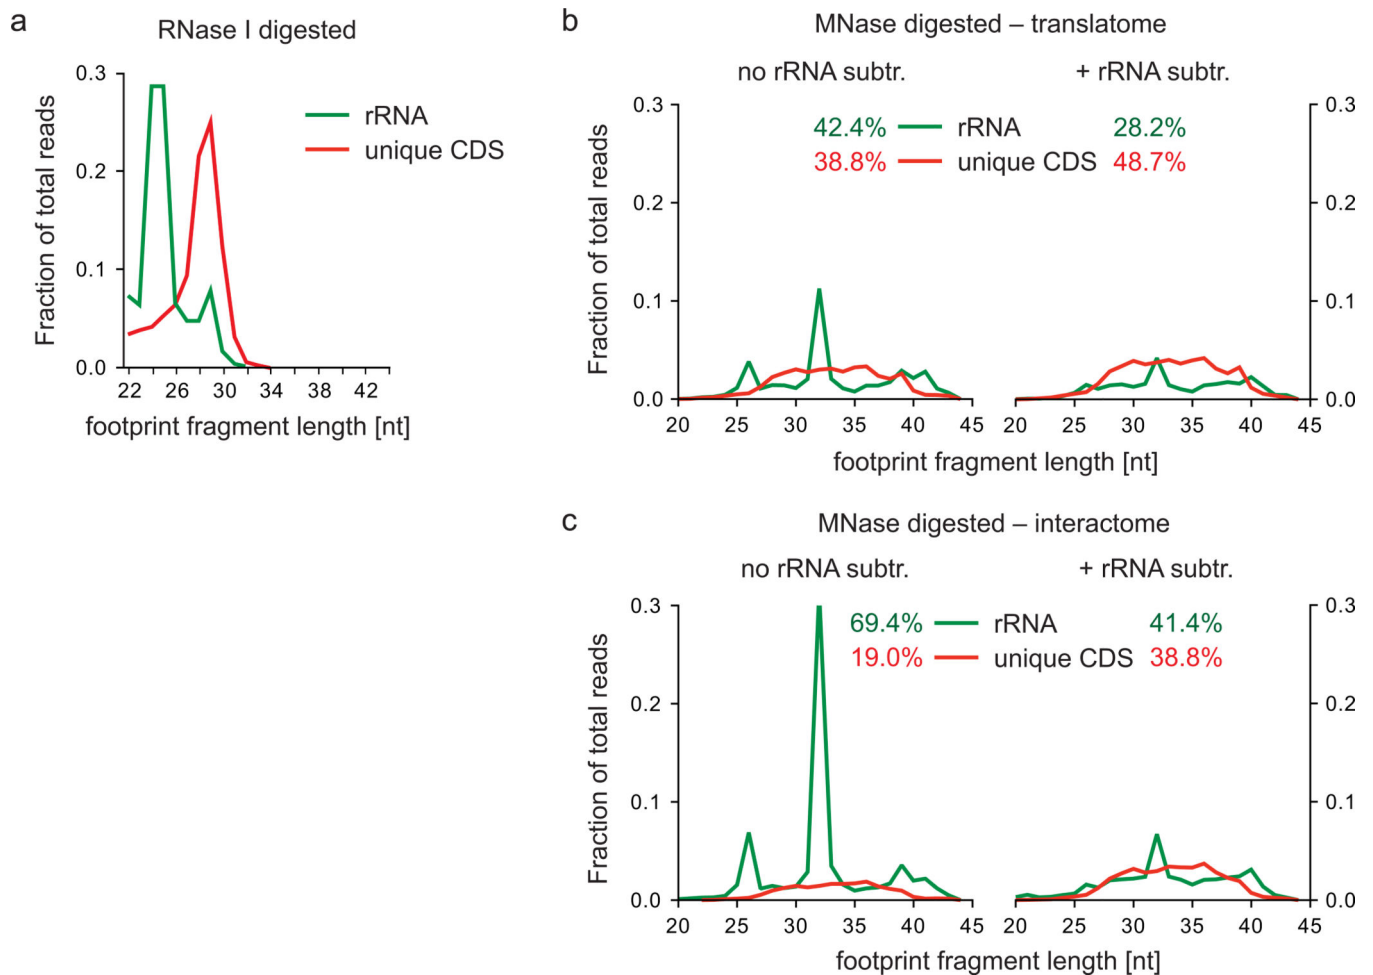 a
RNase I digested
0.3
0.2
0.1
0.0
Fraction of total reads
rRNA
unique CDS
22 26 30 34 38 42
footprint fragment length [nt]
b
MNase digested – translatome
no rRNA subtr.
+ rRNA subtr.
0.3
0.2
0.1
0.0
Fraction of total reads
42.4% rRNA 28.2%
38.8% unique CDS 48.7%
0.3
0.2
0.1
0.0
20 25 30 35 40 45
20 25 30 35 40 45
footprint fragment length [nt]
c
MNase digested – interactome
no rRNA subtr.
+ rRNA subtr.
0.3
0.2
0.1
0.0
Fraction of total reads
69.4% rRNA 41.4%
19.0% unique CDS 38.8%
0.3
0.2
0.1
0.0
20 25 30 35 40 45
20 25 30 35 40 45
footprint fragment length [nt]